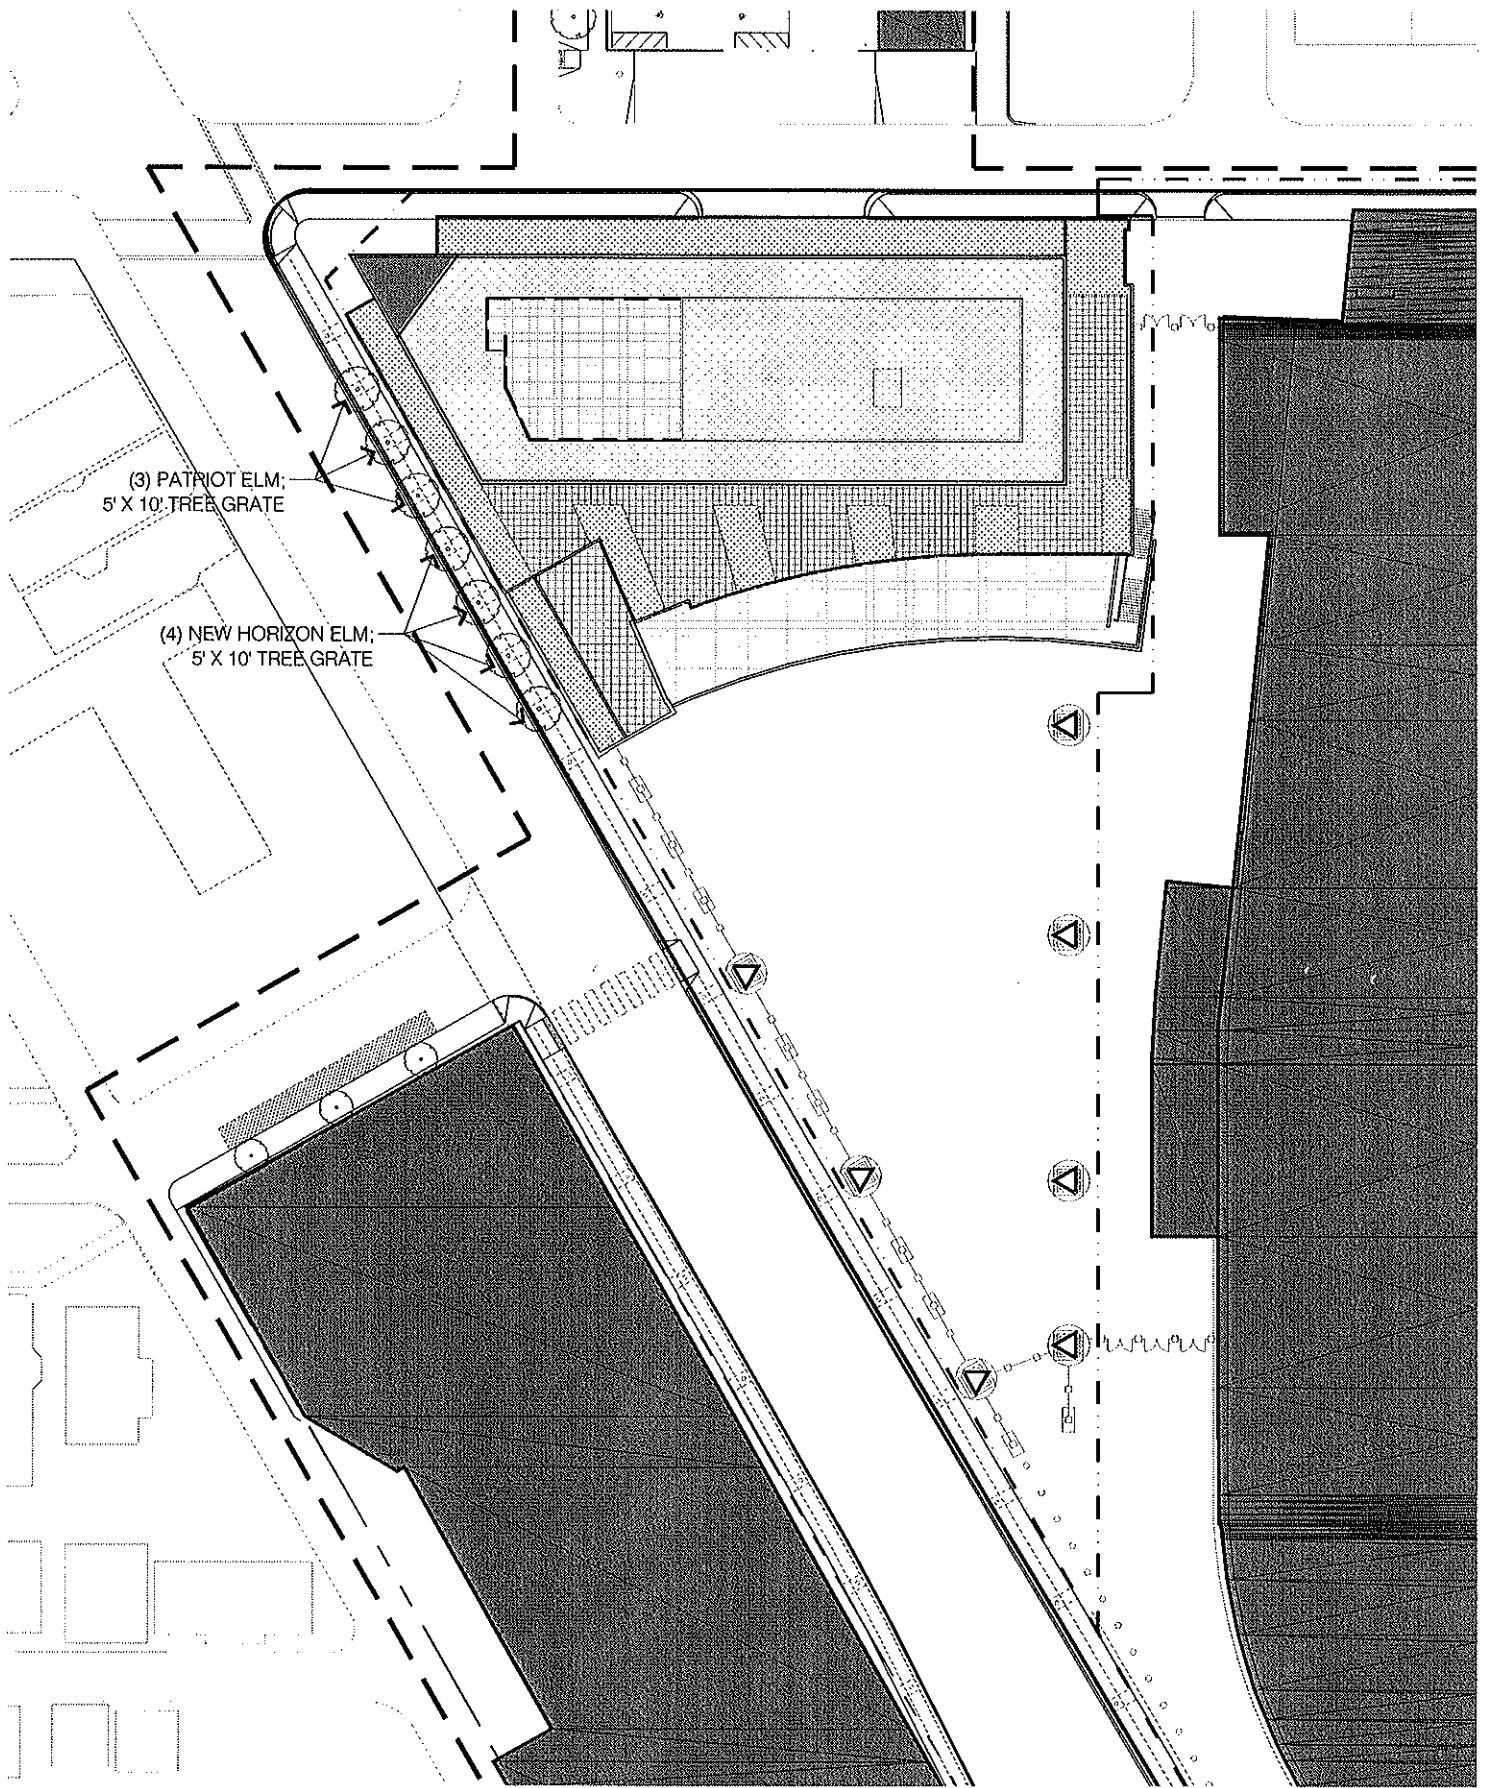 (3) PATRIOT ELM;
5' X 10' TREE GRATE
(4) NEW HORIZON ELM;
5' X 10' TREE GRATE